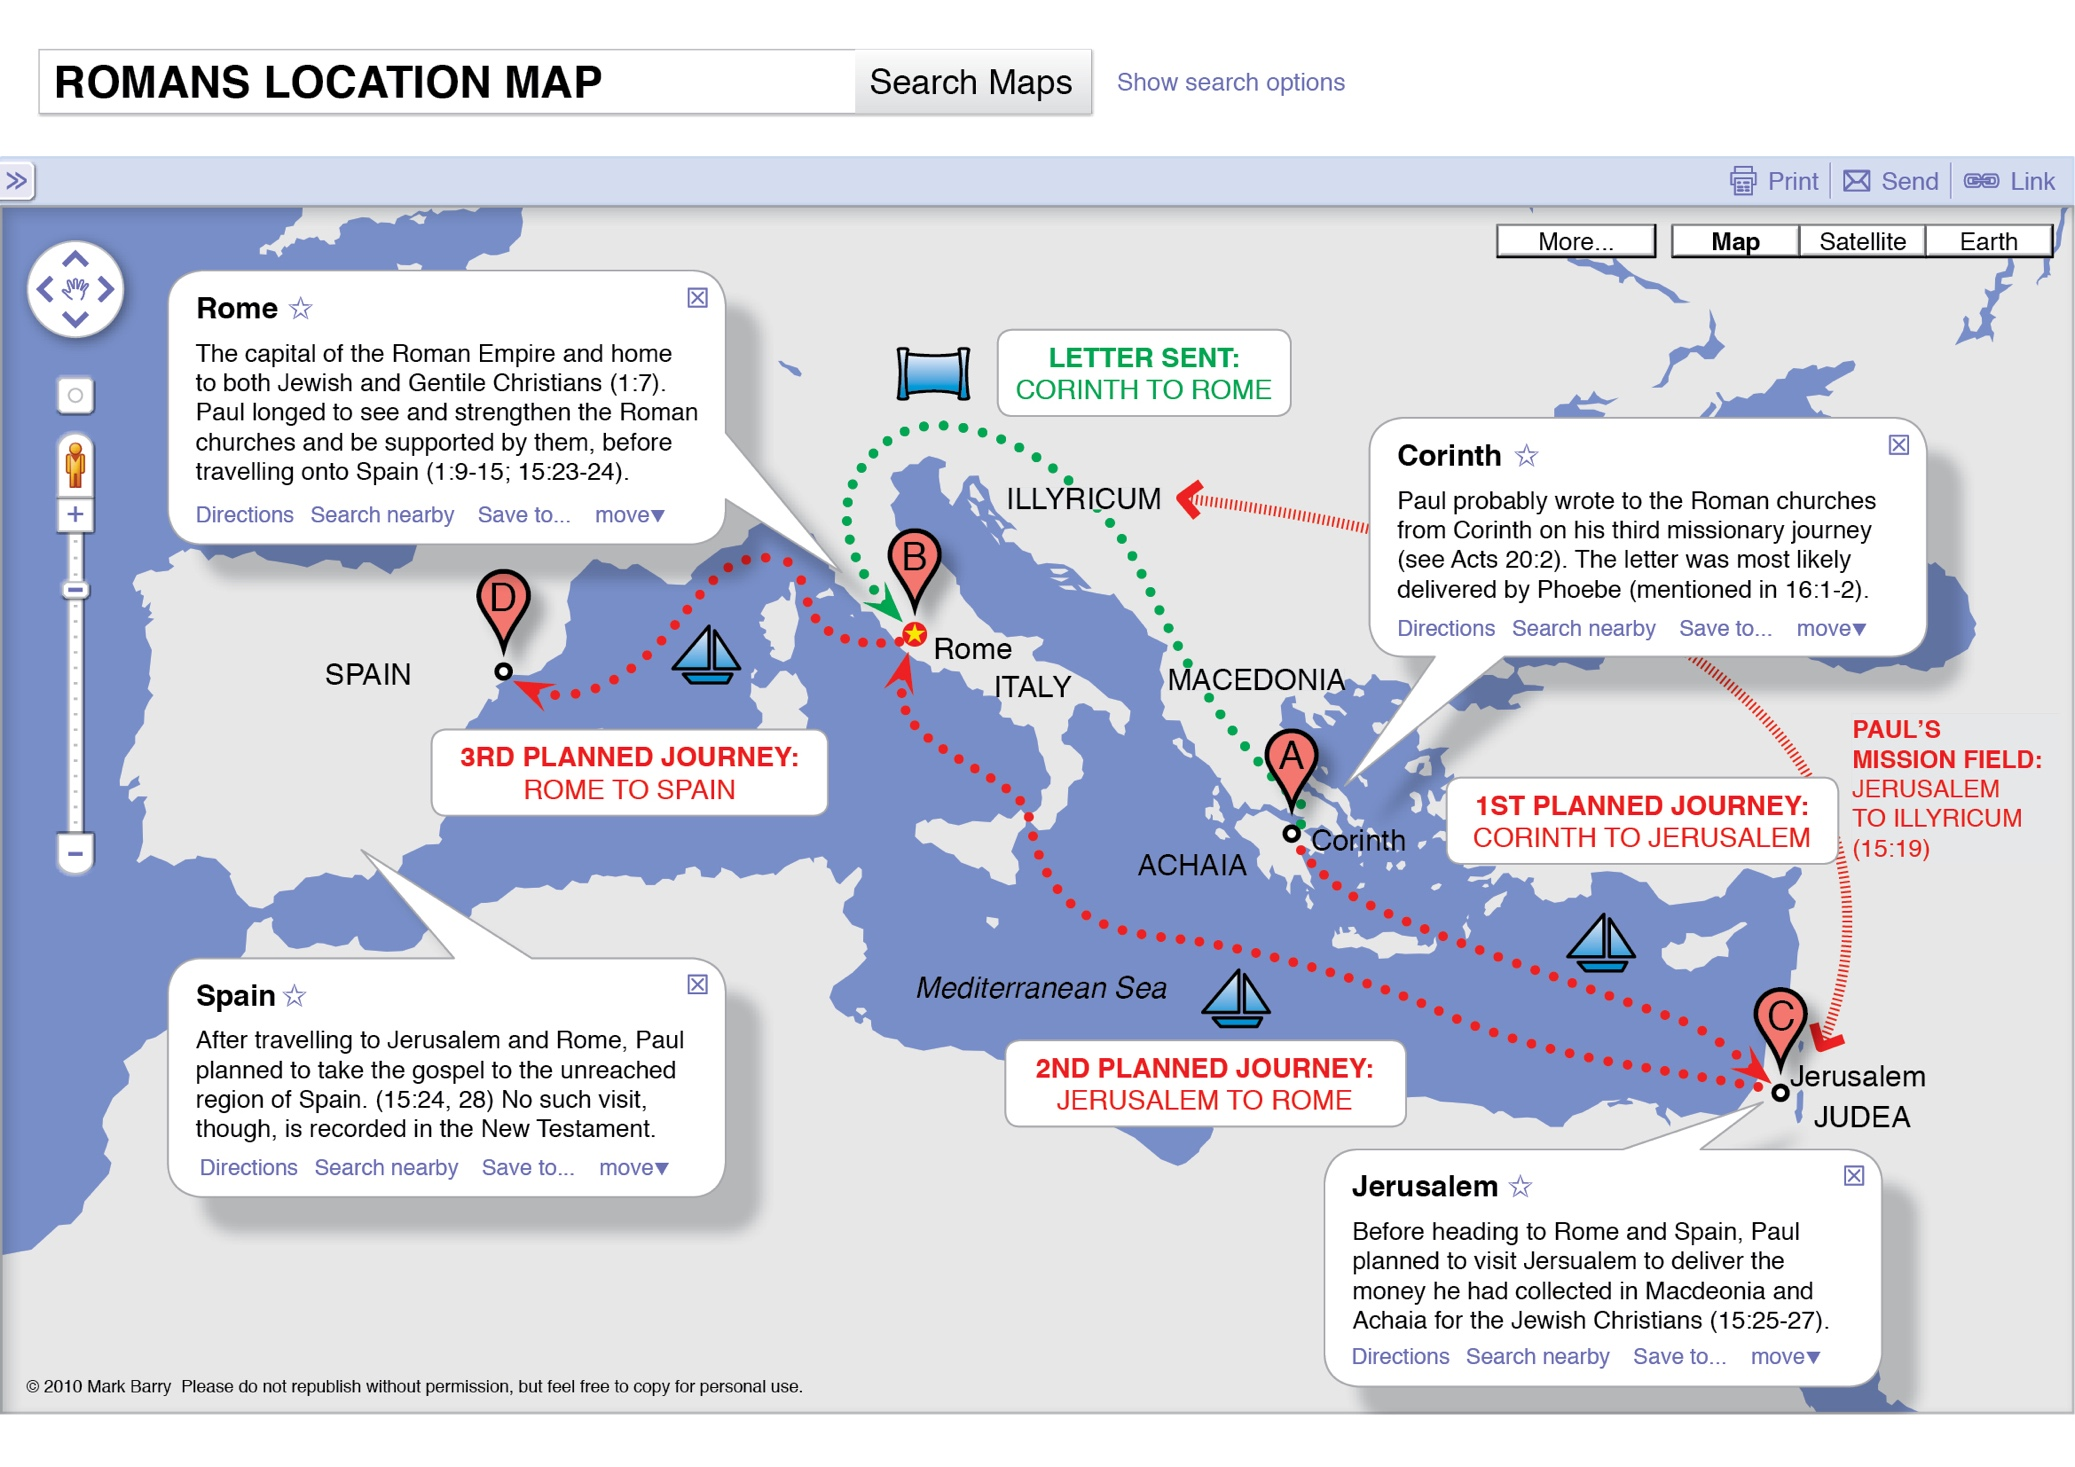 ROMANS LOCATION MAP
Search Maps
Show search options
Print
Send
Link
More...
Map
Satellite
Earth
Rome
The capital of the Roman Empire and home
to both Jewish and Gentile Christians (1:7).
Paul longed to see and strengthen the Roman
churches and be supported by them, before
travelling onto Spain (1:9-15; 15:23-24).
Directions Search nearby Save to... move▼
LETTER SENT:
CORINTH TO ROME
Corinth
Paul probably wrote to the Roman churches
from Corinth on his third missionary journey
(see Acts 20:2). The letter was most likely
delivered by Phoebe (mentioned in 16:1-2).
Directions Search nearby Save to... move▼
ILLYRICUM
B
D
Rome
ITALY
SPAIN
MACEDONIA
A
Corinth
ACHAIA
3RD PLANNED JOURNEY:
ROME TO SPAIN
1ST PLANNED JOURNEY:
CORINTH TO JERUSALEM
PAUL'S
MISSION FIELD:
JERUSALEM
TO ILLYRICUM
(15:19)
Mediterranean Sea
2ND PLANNED JOURNEY:
JERUSALEM TO ROME
C
Jerusalem
JUDEA
Spain
After travelling to Jerusalem and Rome, Paul
planned to take the gospel to the unreached
region of Spain. (15:24, 28) No such visit,
though, is recorded in the New Testament.
Directions Search nearby Save to... move▼
Jerusalem
Before heading to Rome and Spain, Paul
planned to visit Jersualem to deliver the
money he had collected in Macdeonia and
Achaia for the Jewish Christians (15:25-27).
Directions Search nearby Save to... move▼
© 2010 Mark Barry Please do not republish without permission, but feel free to copy for personal use.